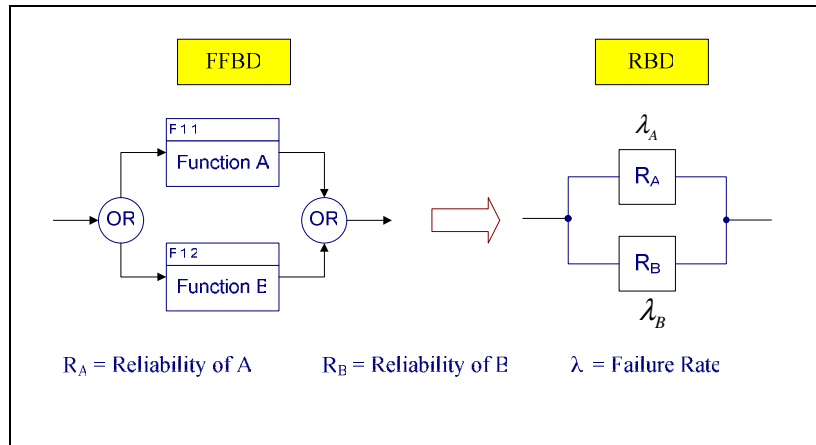 FFBD
RBD
F 1 1
Function A
OR
OR
F 1 2
Function B
λA
RA
RB
λB
RA = Reliability of A
RB = Reliability of B
λ = Failure Rate